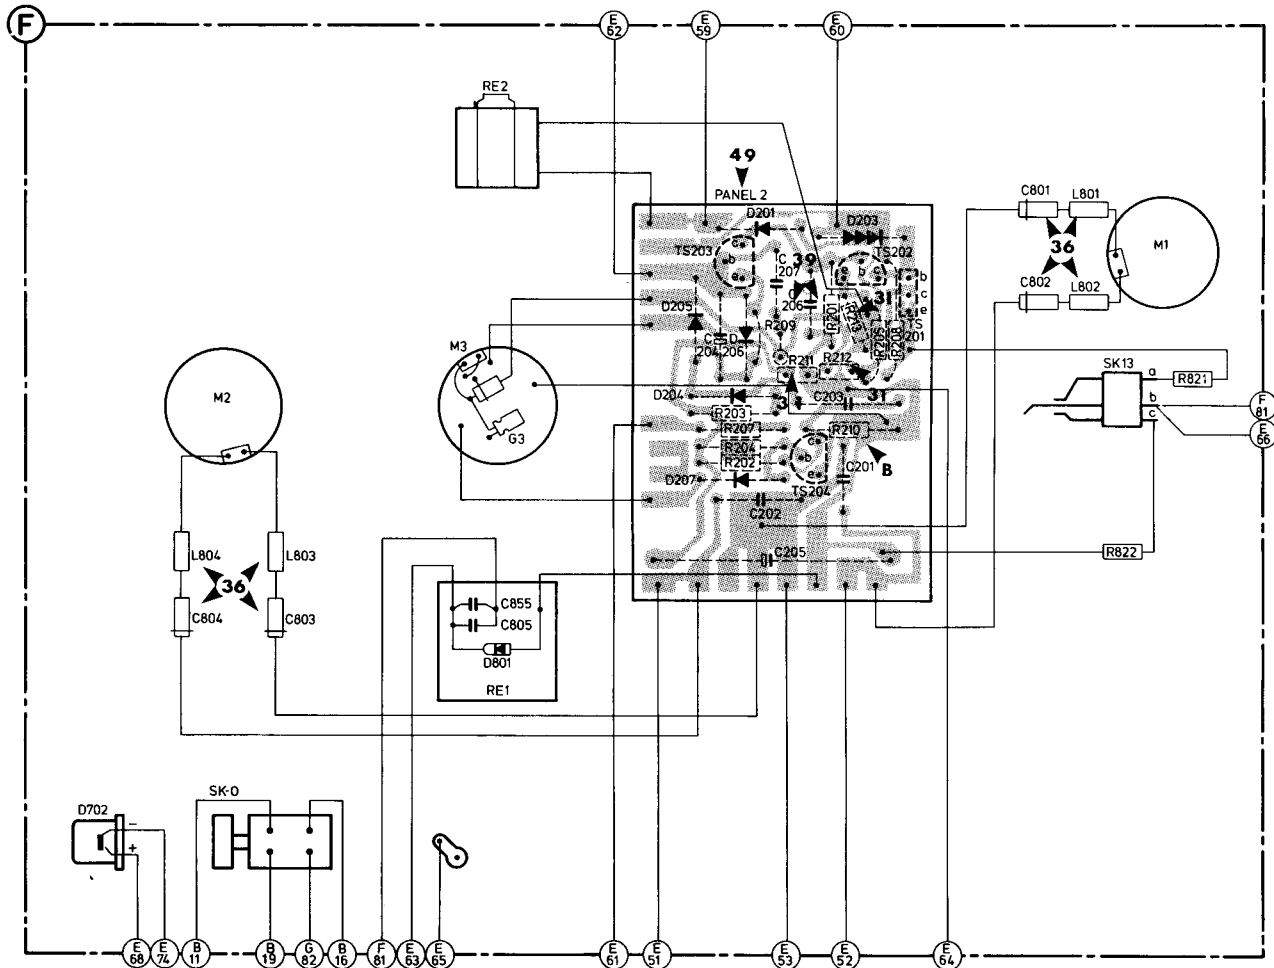 F
E 62
E 59
E 60
RE2
49
PANEL 2
D201
D203
TS203
c
b
e
C 207
39
C 206
TS202
e b c
b
c
e
TS 201
31
D205
C 204
D 206
R209
R201
R213
R206
R208
R211
R212
31
D204
C203
R203
R207
R210
R204
R202
B
D207
c
b
e
TS204
C201
C202
C205
C801
L801
36
M1
C802
L802
SK13
a
b
c
R821
F 81
E 66
R822
M3
G3
M2
L804
L803
36
C804
C803
C855
C805
D801
RE1
D702
−
+
SK-0
E 68
E 74
B 11
B 19
G 82
B 16
F 81
E 63
E 65
E 61
E 51
E 53
E 52
E 64